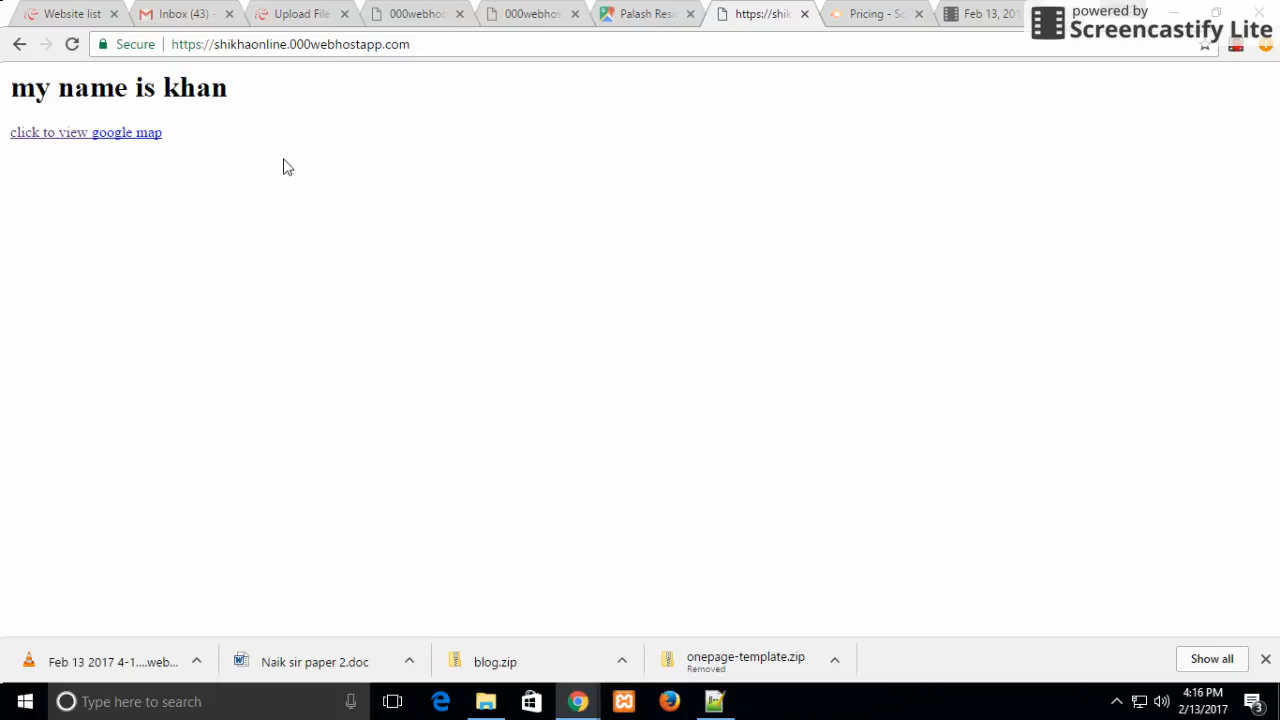 Website list
Inbox (43) -
Upload File
000webhos
000webhos
Palash Resi
https://shi
Pricing - Sc
Feb 13, 201
powered by
Screencastify Lite
Secure
https://shikhaonline.000webhostapp.com
my name is khan
click to view google map
Feb 13 2017 4-1....web...
Naik sir paper 2.doc
blog.zip
onepage-template.zip
Removed
Show all
Type here to search
4:16 PM
2/13/2017
3